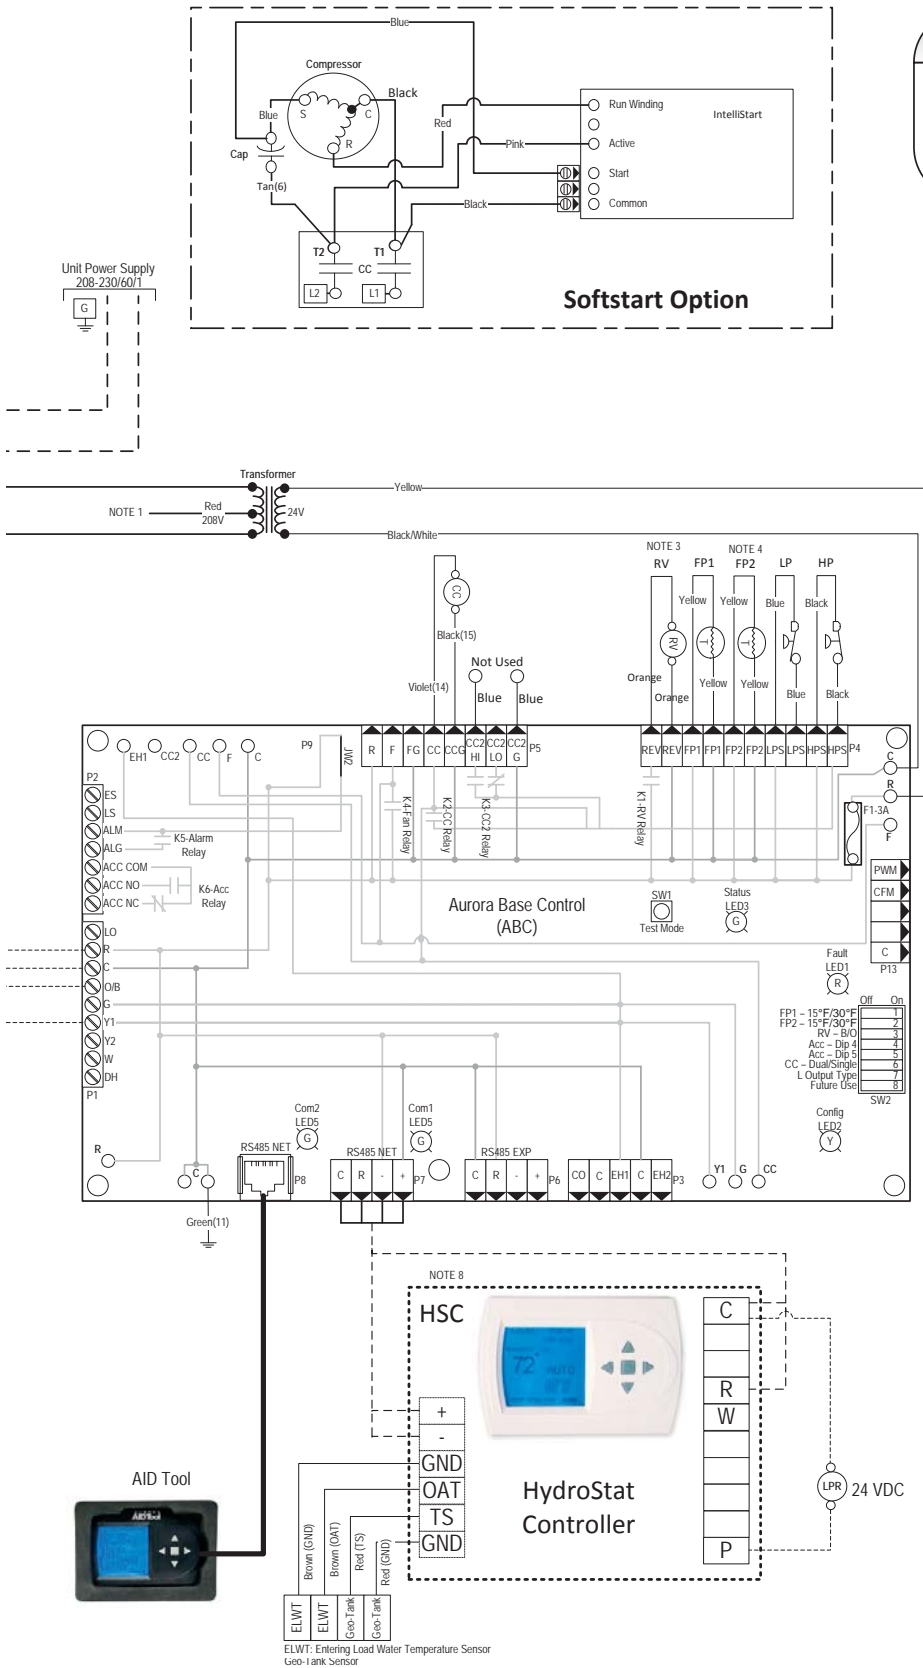 Blue
Compressor
Black
Blue
S
C
R
Red
Pink
Cap
Tan(6)
Black
Run Winding
IntelliStart
Active
Start
Common
T2
T1
CC
L2
L1
Softstart Option
Unit Power Supply
208-230/60/1
G
Transformer
Yellow
NOTE 1
Red
208V
24V
Black/White
NOTE 3
NOTE 4
RV
FP1
FP2
LP
HP
CC
Yellow
Yellow
Blue
Black
Black(15)
RV
T
T
Not Used
Violet(14)
Blue
Blue
Orange
Orange
Yellow
Yellow
Blue
Black
EH1
CC2
CC
F
C
P9
JW2
R
F
FG
CC
CCG
CC2 HI
CC2 LO
CC2 G
P5
REV
REV
FP1
FP1
FP2
FP2
LPS
LPS
HPS
HPS
P4
C
R
F1-3A
F
P2
ES
LS
ALM
ALG
ACC COM
ACC NO
ACC NC
K5-Alarm
Relay
K6-Acc
Relay
K4-Fan Relay
K2-CC Relay
K3-CC2 Relay
K1-RV Relay
Aurora Base Control
(ABC)
SW1
Test Mode
Status
LED3
G
PWM
CFM
C
P13
LO
R
C
O/B
G
Y1
Y2
W
DH
P1
Fault
LED1
R
Off On
FP1 – 15°F/30°F 1
FP2 – 15°F/30°F 2
RV – B/O 3
Acc – Dip 4 4
Acc – Dip 5 5
CC – Dual/Single 6
L Output Type 7
Future Use 8
SW2
Config
LED2
Y
Com2
LED5
G
Com1
LED5
G
R
C
RS485 NET
P8
RS485 NET
C
R
-
+
P7
RS485 EXP
C
R
-
+
P6
CO
C
EH1
C
EH2
P3
Y1
G
CC
Green(11)
NOTE 8
HSC
72°
AUTO
C
R
W
P
+
-
GND
OAT
TS
GND
HydroStat
Controller
LPR
24 VDC
AID Tool
AID Tool
Brown (GND)
Brown (OAT)
Red (TS)
Red (GND)
ELWT
ELWT
Geo-Tank
Geo-Tank
ELWT: Entering Load Water Temperature Sensor
Geo-Tank Sensor